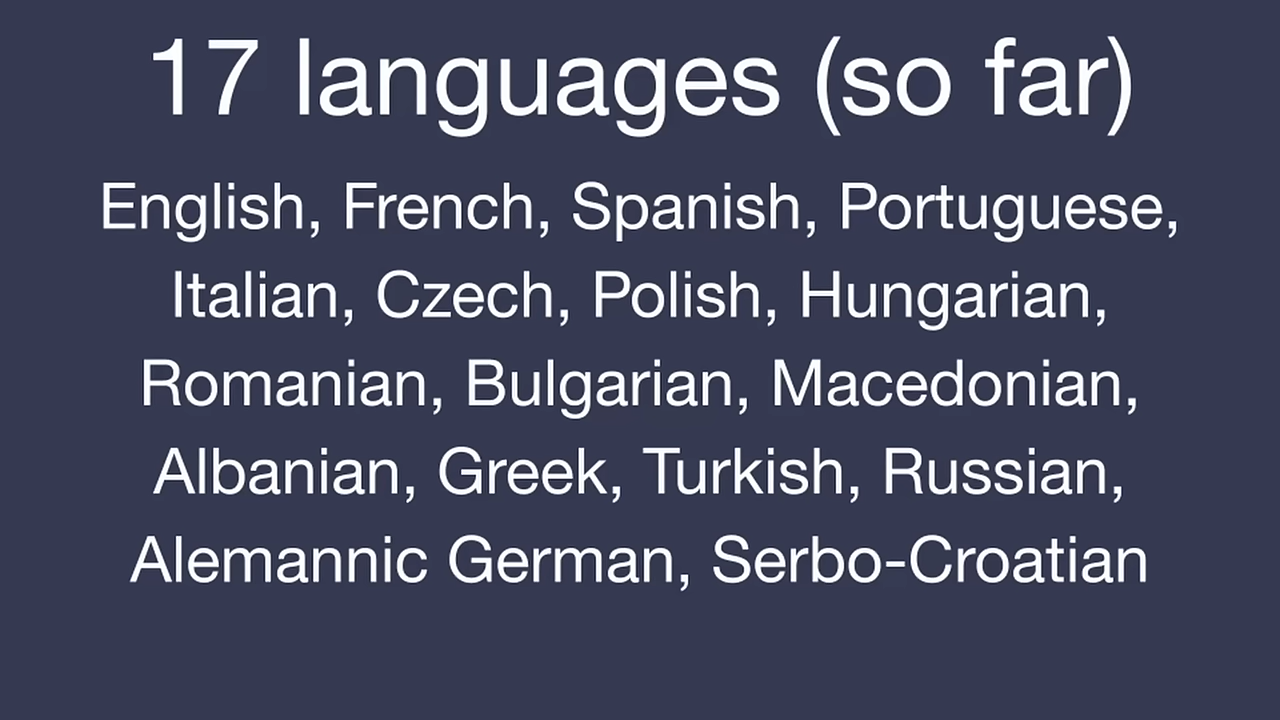 17 languages (so far)
English, French, Spanish, Portuguese,
Italian, Czech, Polish, Hungarian,
Romanian, Bulgarian, Macedonian,
Albanian, Greek, Turkish, Russian,
Alemannic German, Serbo-Croatian